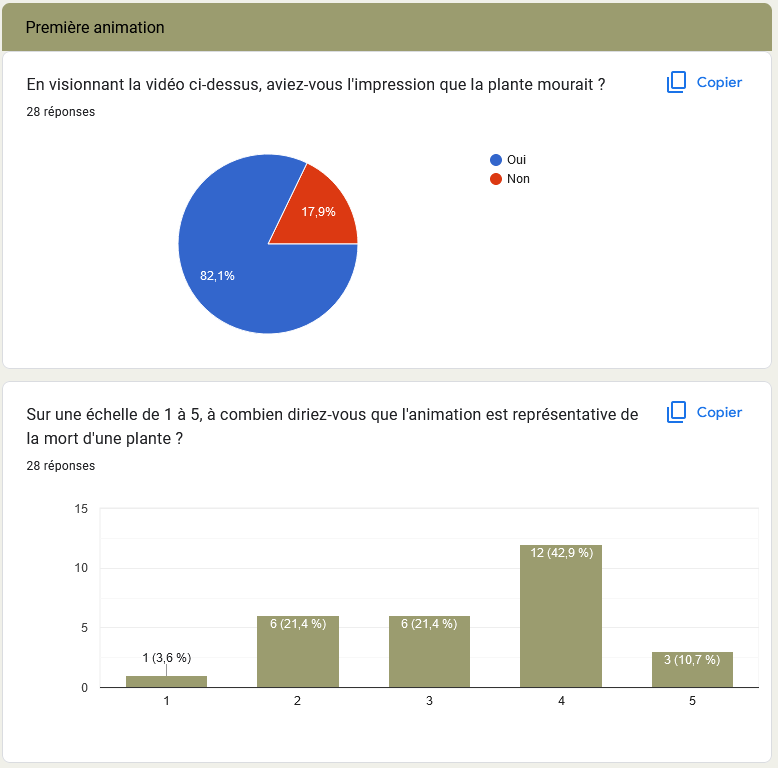 Première animation
En visionnant la vidéo ci-dessus, aviez-vous l'impression que la plante mourait ?
Copier
28 réponses
Oui
Non
17,9%
82,1%
Sur une échelle de 1 à 5, à combien diriez-vous que l'animation est représentative de
la mort d'une plante ?
Copier
28 réponses
15
10
5
0
1 (3,6 %)
6 (21,4 %)
6 (21,4 %)
12 (42,9 %)
3 (10,7 %)
1
2
3
4
5